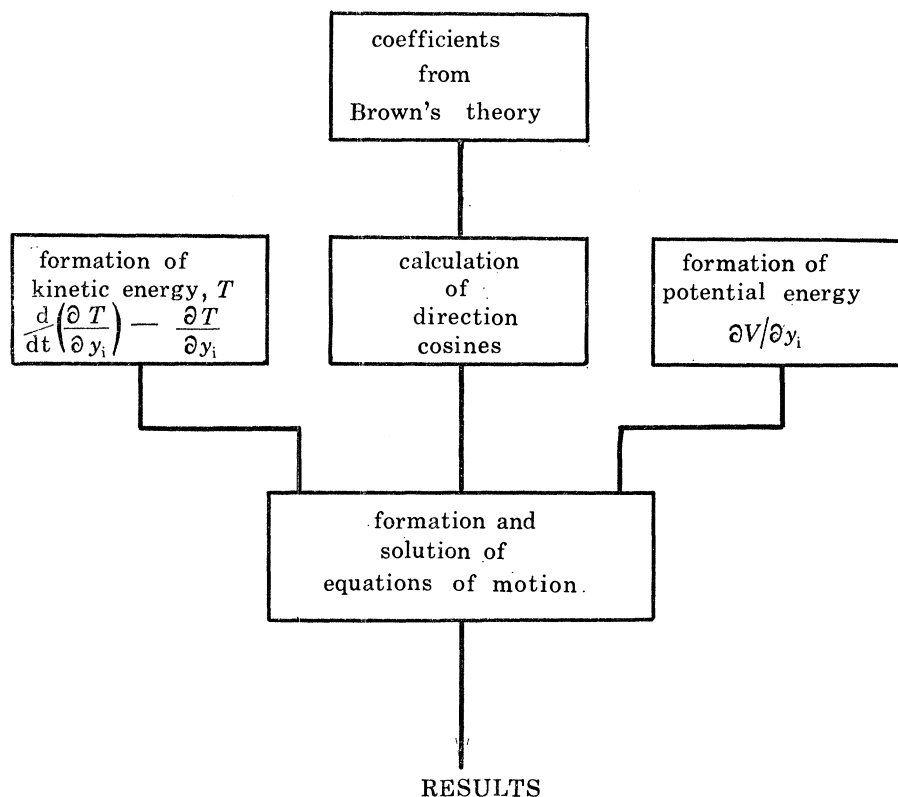 coefficients
from
Brown's theory
formation of
kinetic energy, T
d/dt(∂T/∂y_i) — ∂T/∂y_i
calculation
of
direction
cosines
formation of
potential energy
∂V/∂y_i
formation and
solution of
equations of motion.
RESULTS